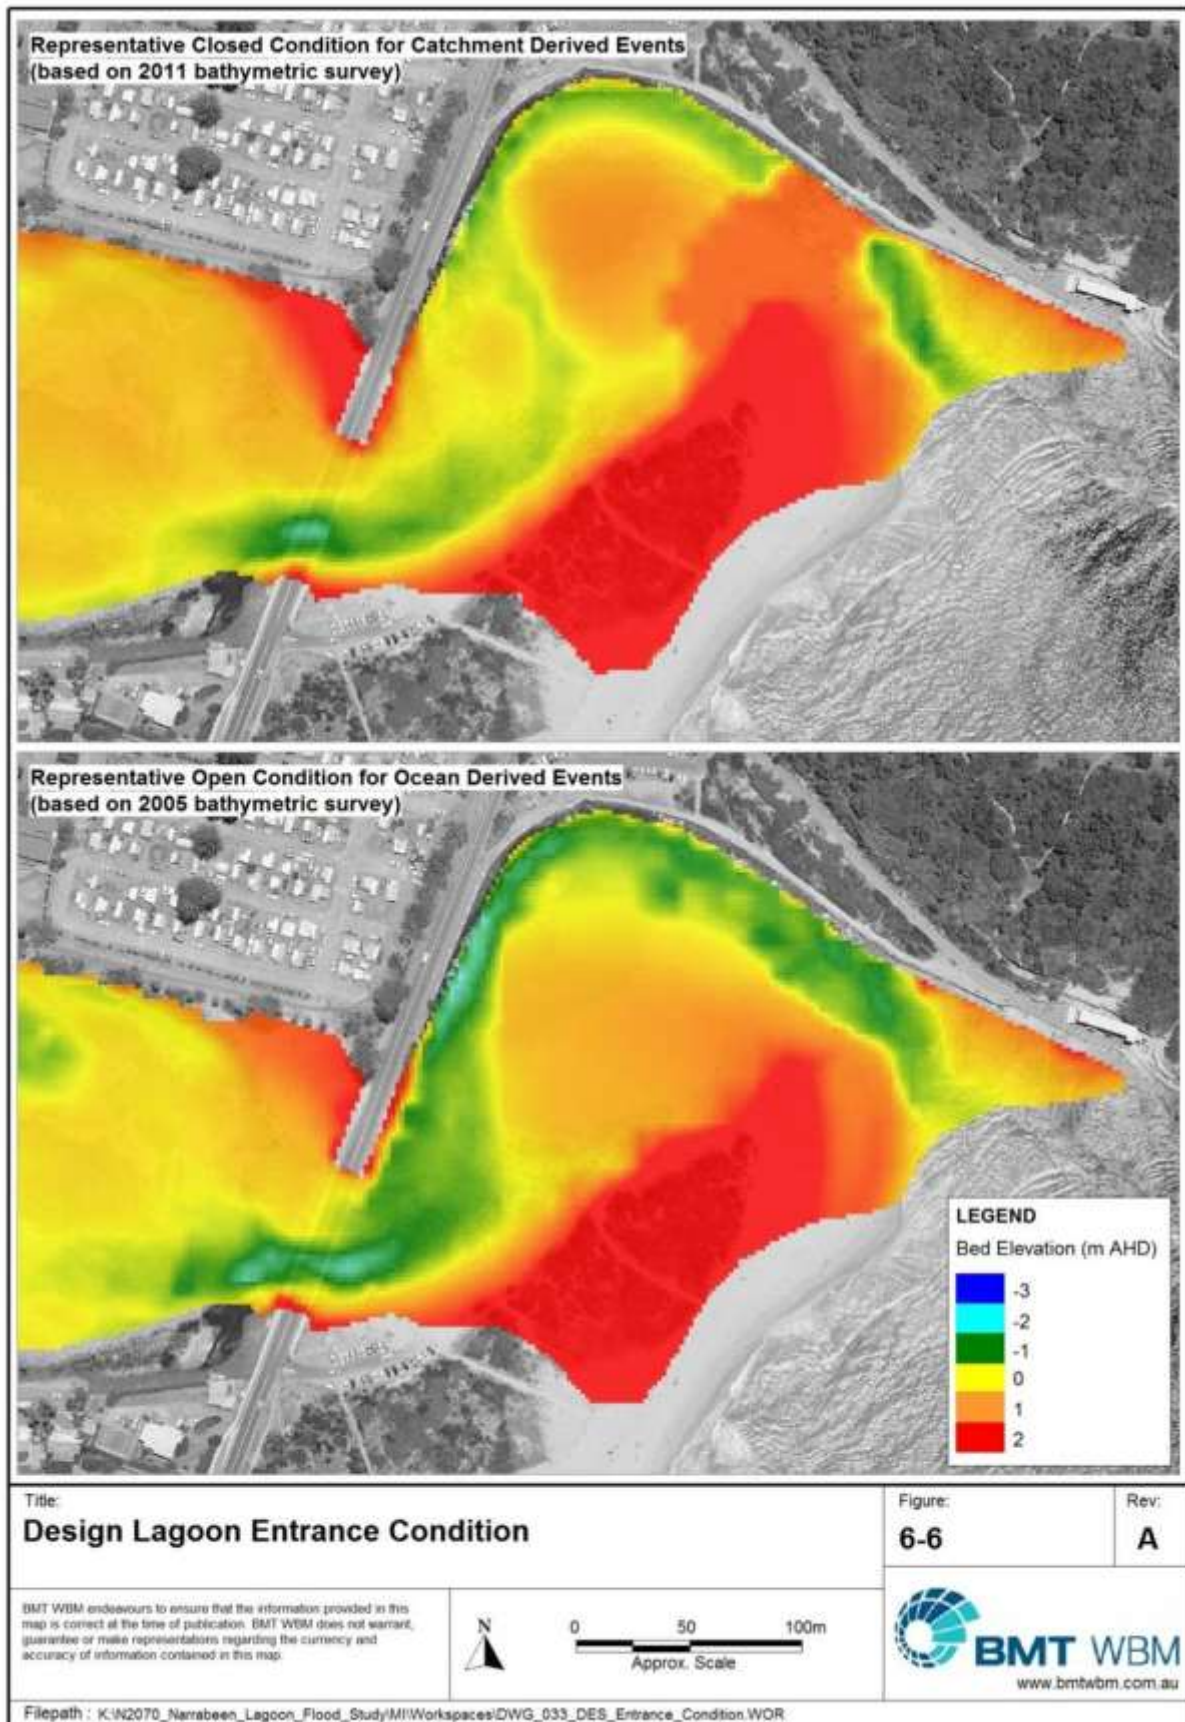 Representative Closed Condition for Catchment Derived Events
(based on 2011 bathymetric survey)
Representative Open Condition for Ocean Derived Events
(based on 2005 bathymetric survey)
LEGEND
Bed Elevation (m AHD)
-3
-2
-1
0
1
2
Title:
Design Lagoon Entrance Condition
Figure:
6-6
Rev:
A
BMT WBM endeavours to ensure that the information provided in this
map is correct at the time of publication. BMT WBM does not warrant,
guarantee or make representations regarding the currency and
accuracy of information contained in this map.
N
0 50 100m
Approx. Scale
BMT WBM
www.bmtwbm.com.au
Filepath : K:\N2070_Narrabeen_Lagoon_Flood_Study\MI\Workspaces\DWG_033_DES_Entrance_Condition.WOR